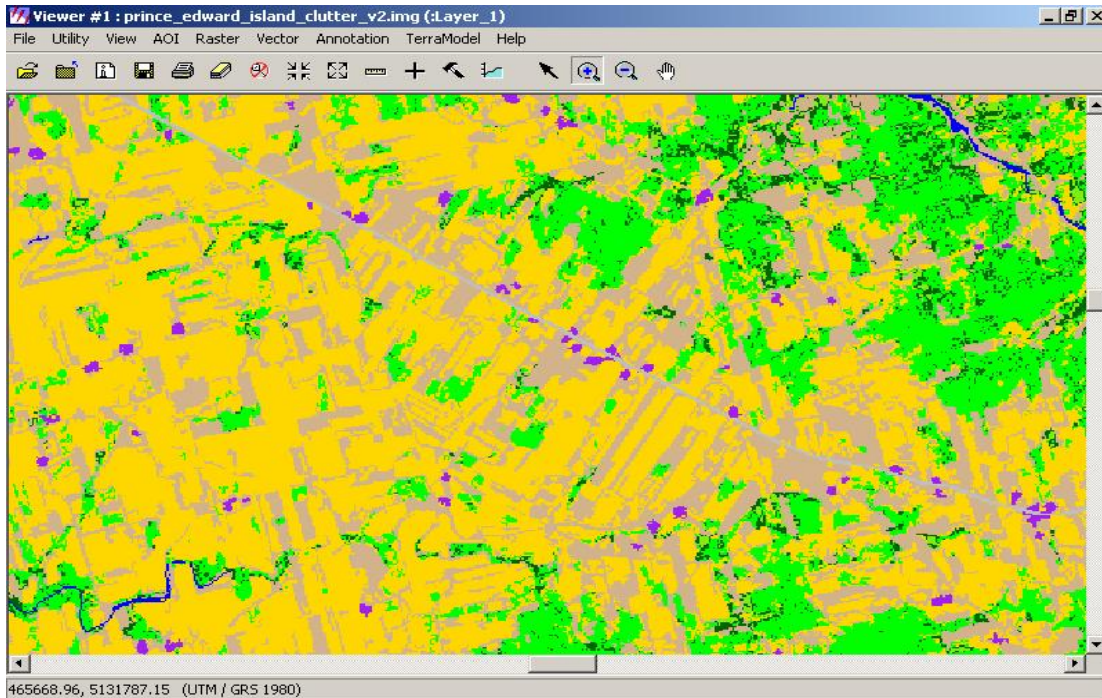 Viewer #1 : prince_edward_island_clutter_v2.img (:Layer_1)
File Utility View AOI Raster Vector Annotation TerraModel Help
465668.96, 5131787.15 (UTM / GRS 1980)